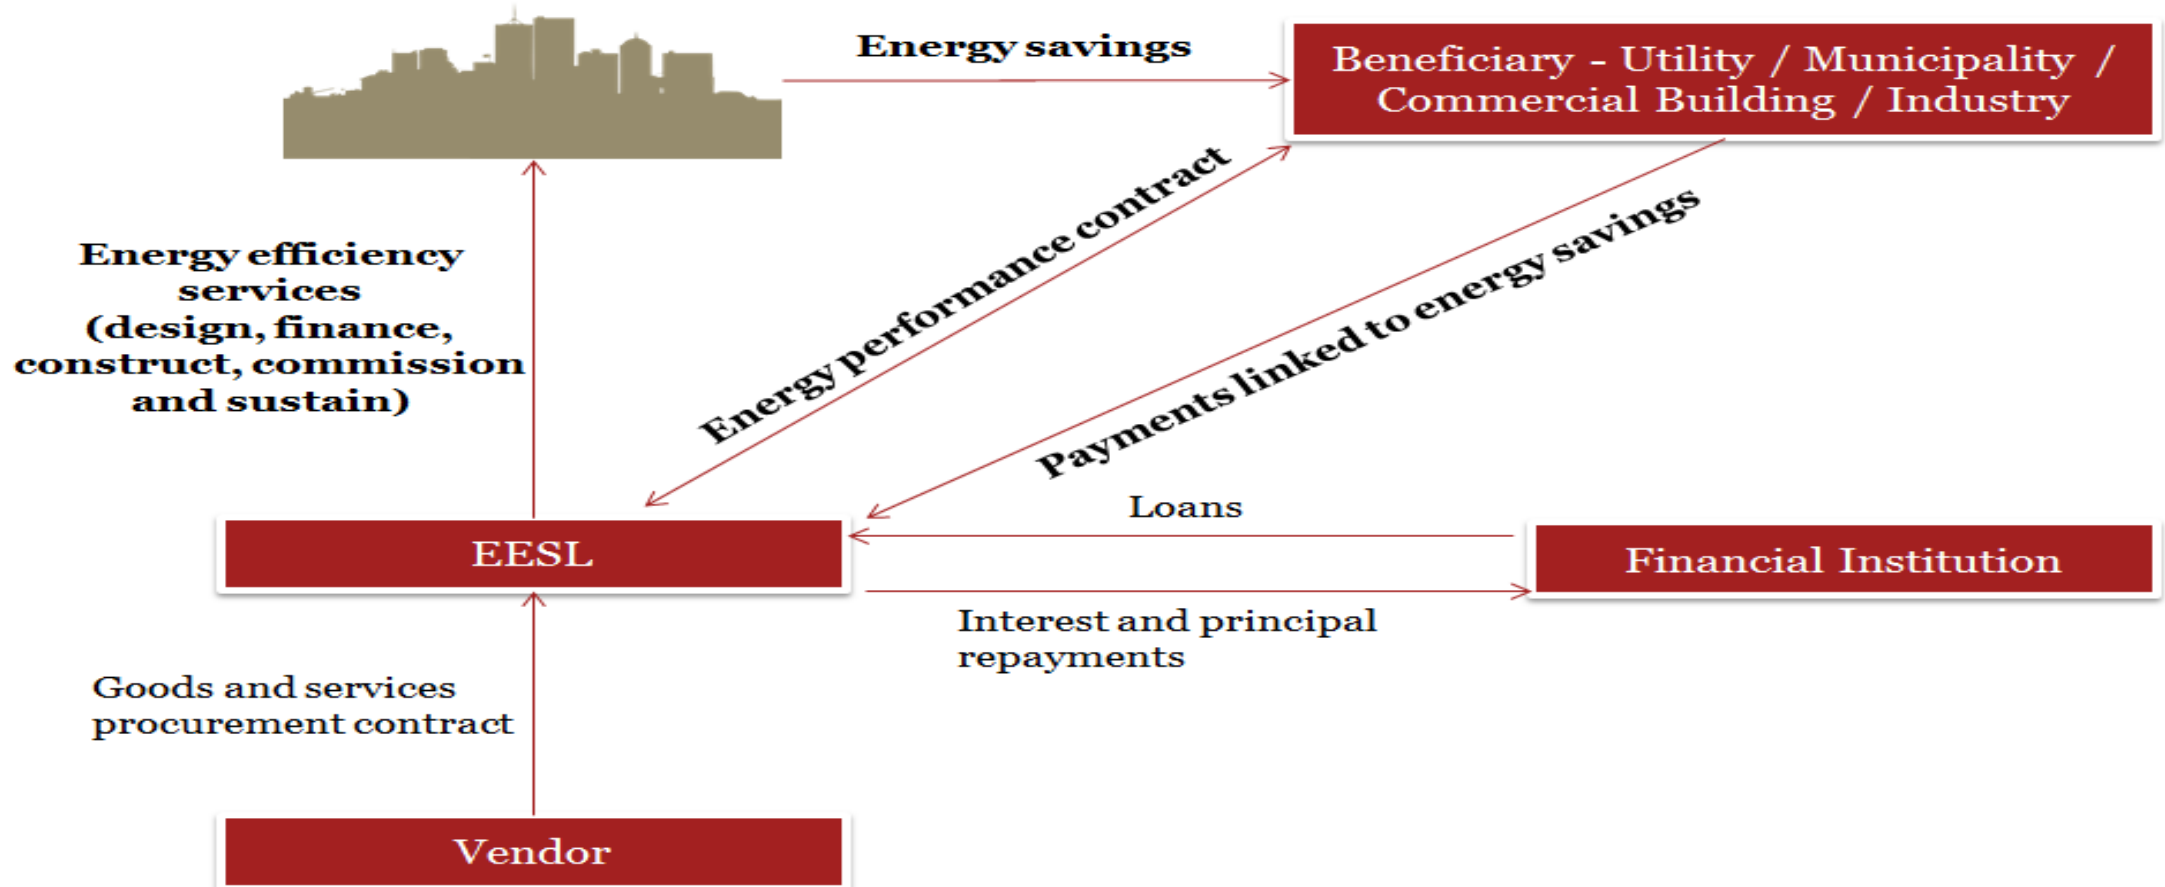 Energy savings
Beneficiary - Utility / Municipality /
Commercial Building / Industry
Energy efficiency
services
(design, finance,
construct, commission
and sustain)
Energy performance contract
Payments linked to energy savings
Loans
EESL
Financial Institution
Interest and principal
repayments
Goods and services
procurement contract
Vendor